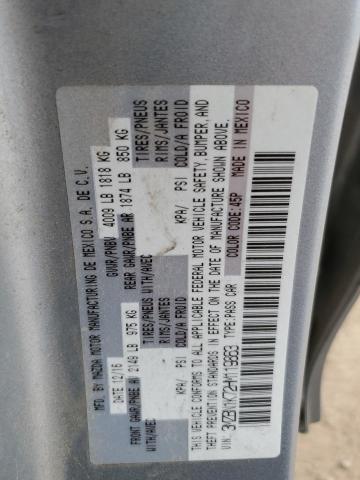 MFD. BY MAZDA MOTOR MANUFACTURING DE MEXICO S.A. DE C.V.
DATE 12/16 GVWR/PNBV 4009 LB 1818 KG
FRONT GAWR/PNBE AV 2149 LB 975 KG REAR GAWR/PNBE AR 1874 LB 850 KG
WITH/AVEC TIRES/PNEUS WITH/AVEC TIRES/PNEUS
RIMS/JANTES RIMS/JANTES
KPA/ PSI COLD/A FROID KPA/ PSI COLD/A FROID
THIS VEHICLE CONFORMS TO ALL APPLICABLE FEDERAL MOTOR VEHICLE SAFETY, BUMPER, AND
THEFT PREVENTION STANDARDS IN EFFECT ON THE DATE OF MANUFACTURE SHOWN ABOVE.
VIN: TYPE:PASS CAR COLOR CODE:45P MADE IN MEXICO